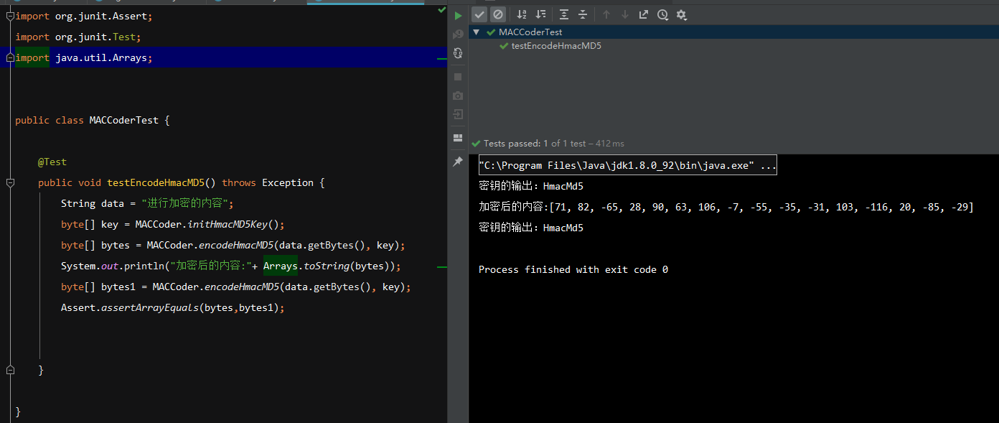 import org.junit.Assert;
import org.junit.Test;
import java.util.Arrays;
public class MACCoderTest {
@Test
public void testEncodeHmacMD5() throws Exception {
String data = "进行加密的内容";
byte[] key = MACCoder.initHmacMD5Key();
byte[] bytes = MACCoder.encodeHmacMD5(data.getBytes(), key);
System.out.println("加密后的内容:"+ Arrays.toString(bytes));
byte[] bytes1 = MACCoder.encodeHmacMD5(data.getBytes(), key);
Assert.assertArrayEquals(bytes,bytes1);
}
}
MACCoderTest
testEncodeHmacMD5
Tests passed: 1 of 1 test – 412 ms
"C:\Program Files\Java\jdk1.8.0_92\bin\java.exe" ...
密钥的输出：HmacMd5
加密后的内容:[71, 82, -65, 28, 90, 63, 106, -7, -55, -35, -31, 103, -116, 20, -85, -29]
密钥的输出：HmacMd5
Process finished with exit code 0